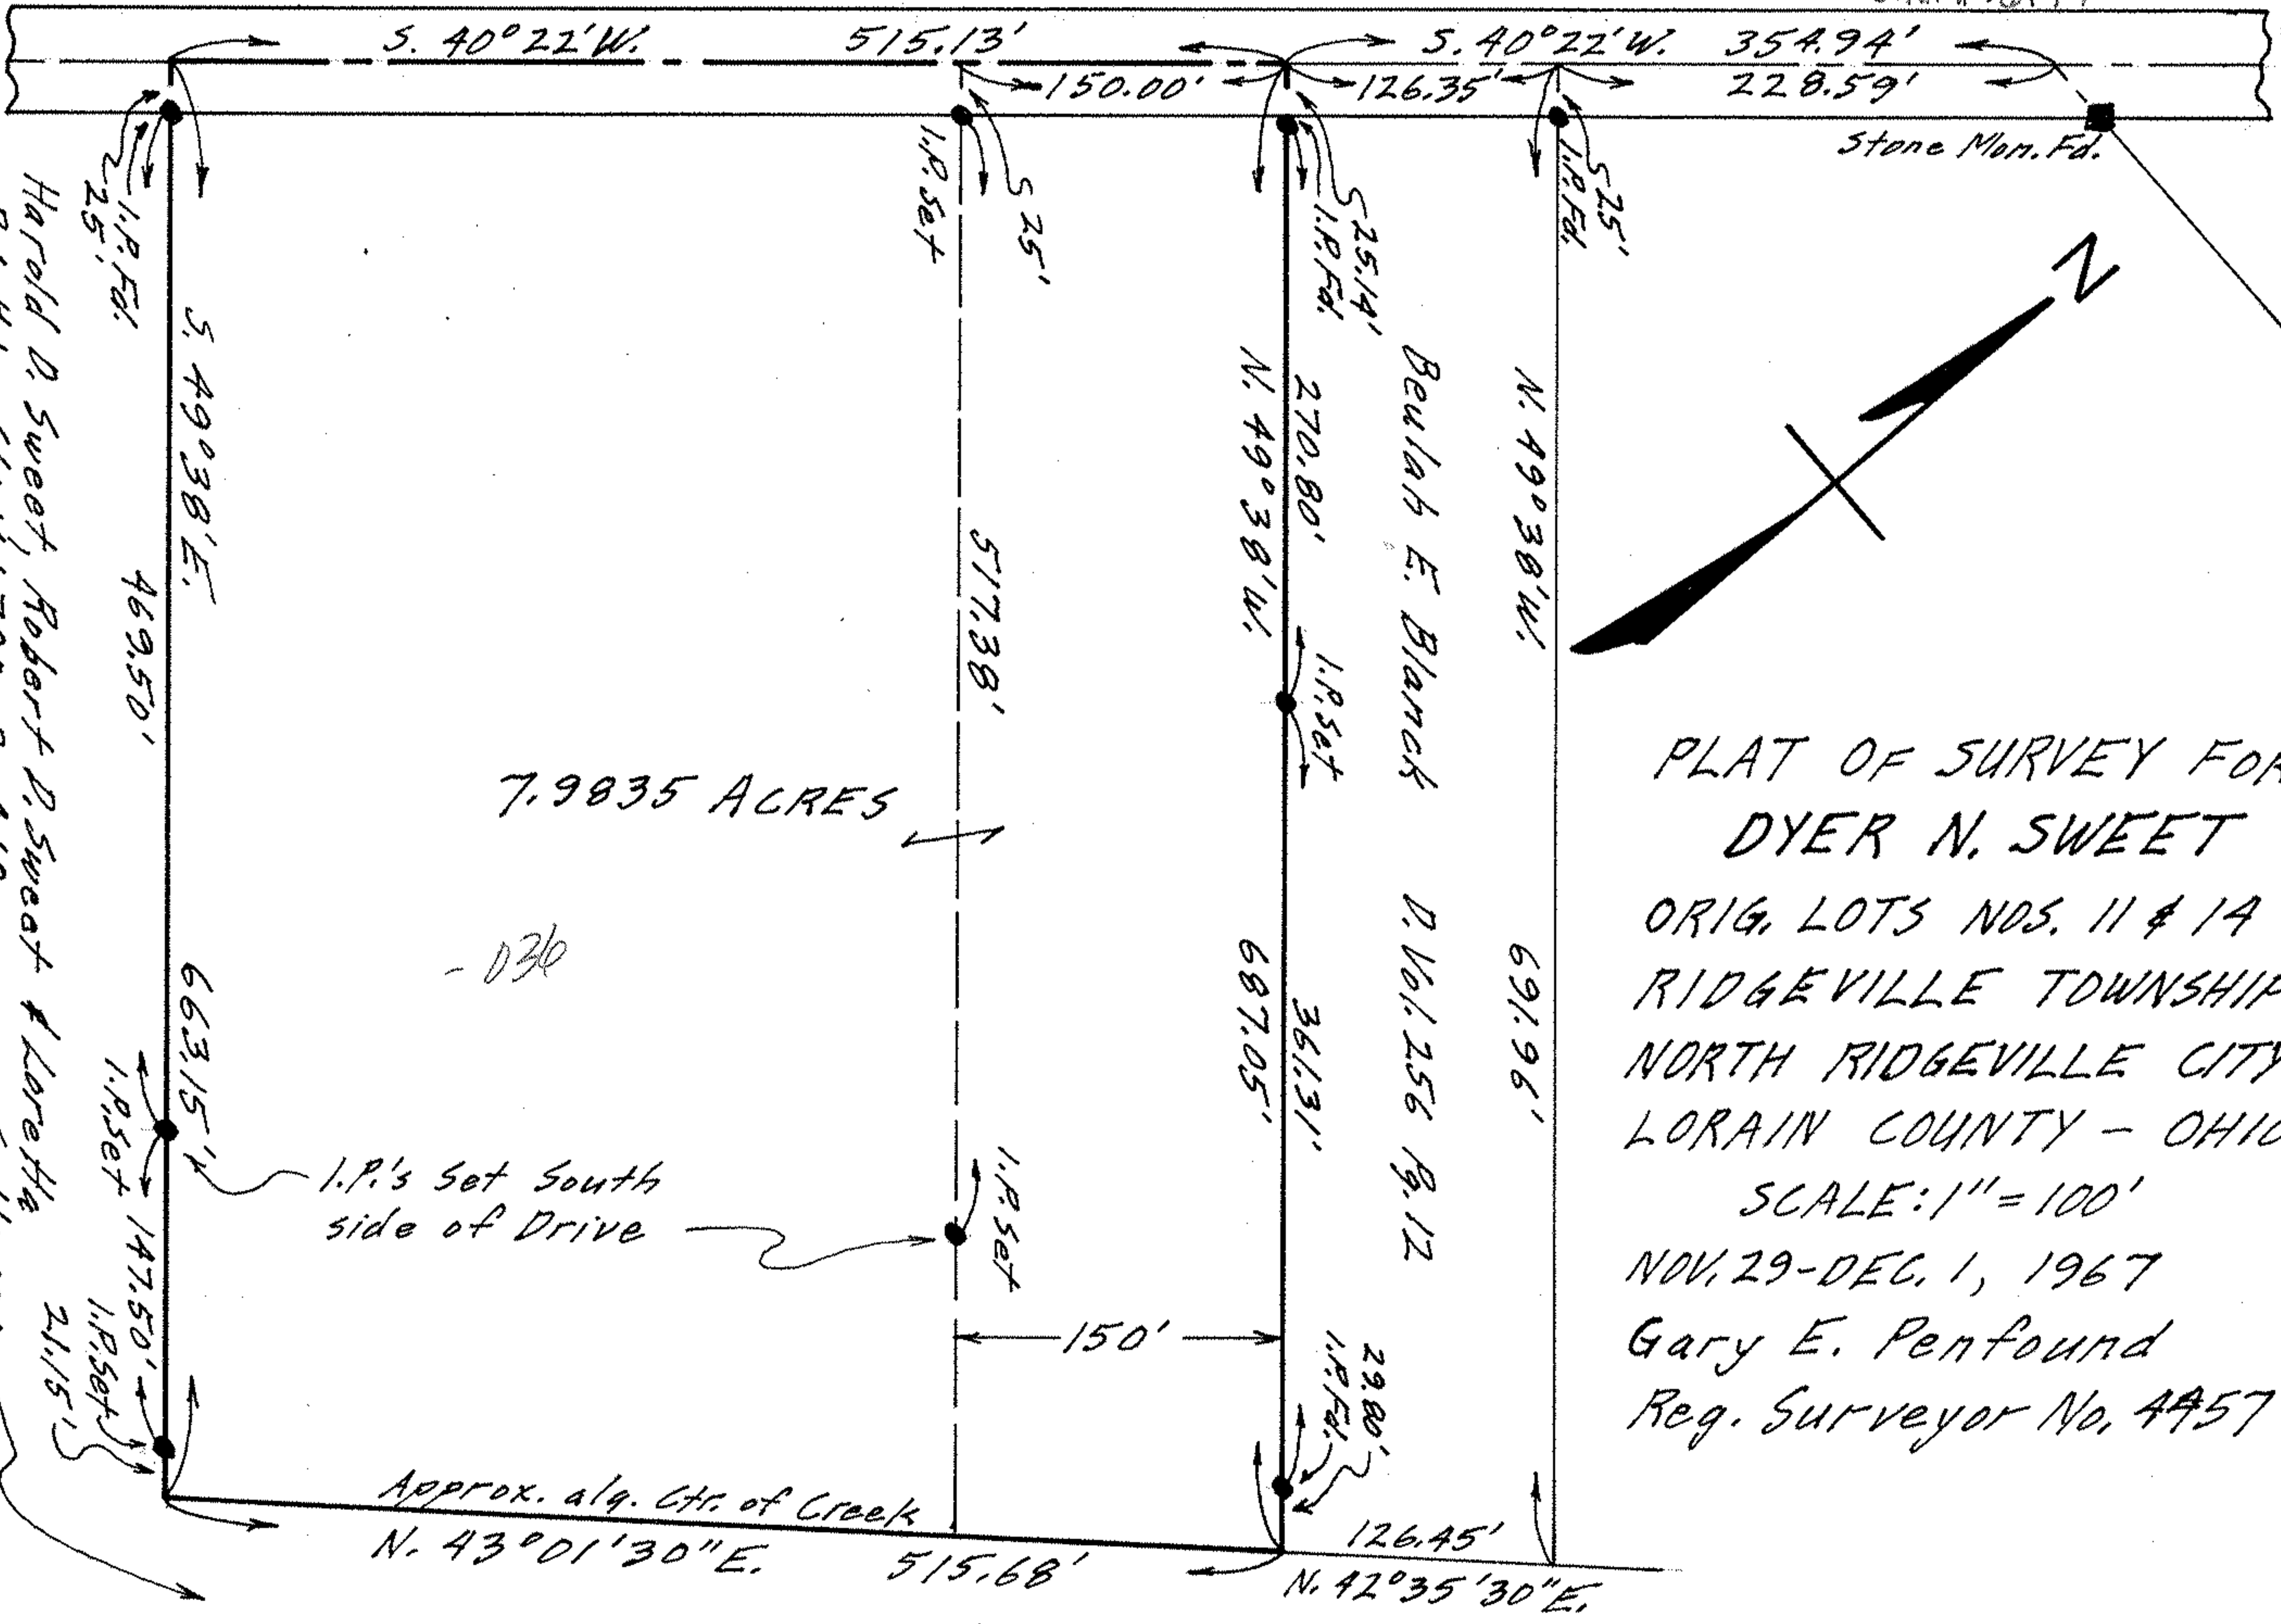 S. 40°22'W. 515.13'
S. 40°22'W. 354.94'
150.00'
126.35'
228.59'
Stone Mon. Fd.
I.P. Fd.
25'
I.P. Set
25'
25.14'
I.P. Fd.
25'
I.P. Fd.
N
Harold D. Sweet, Robert D. Sweet & Loretta
S. 49°38'E.
469.50'
663.15'
I.P. Set
147.50'
I.P. Set
21.15'
517.38'
I.P. Set
270.80'
N. 49°38'W.
I.P. Set
361.31'
687.05'
29.80'
I.P. Fd.
Beulah E. Blanck D. Vol. 256 Pg. 12
N. 49°38'W.
691.96'
7.9835 ACRES
- D36
I.P.'s Set South
side of Drive
150'
Approx. alg. Ctr. of Creek
N. 43°01'30"E. 515.68'
126.45'
N. 42°35'30"E.
PLAT OF SURVEY FOR
DYER N. SWEET
ORIG. LOTS NOS. 11 & 14
RIDGEVILLE TOWNSHIP
NORTH RIDGEVILLE CITY
LORAIN COUNTY - OHIO
SCALE: 1" = 100'
NOV. 29-DEC. 1, 1967
Gary E. Penfound
Reg. Surveyor No. 4457